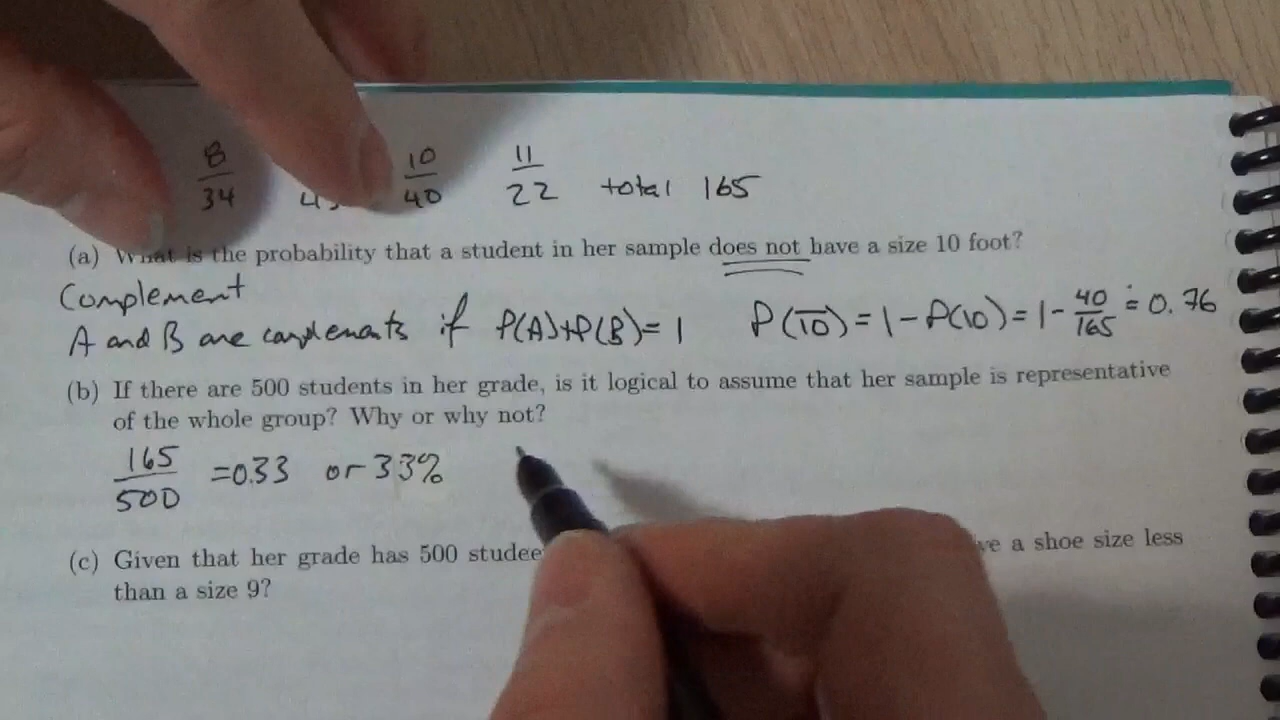 8 10 11
34 40 22 total 165
(a) What is the probability that a student in her sample does not have a size 10 foot?
Complement
A and B are complements if P(A)+P(B)=1 P(1̅0̅)=1-P(10)=1-40/165≐0.76
(b) If there are 500 students in her grade, is it logical to assume that her sample is representative
of the whole group? Why or why not?
165/500 =0.33 or 33%
(c) Given that her grade has 500 a shoe size less
than a size 9?